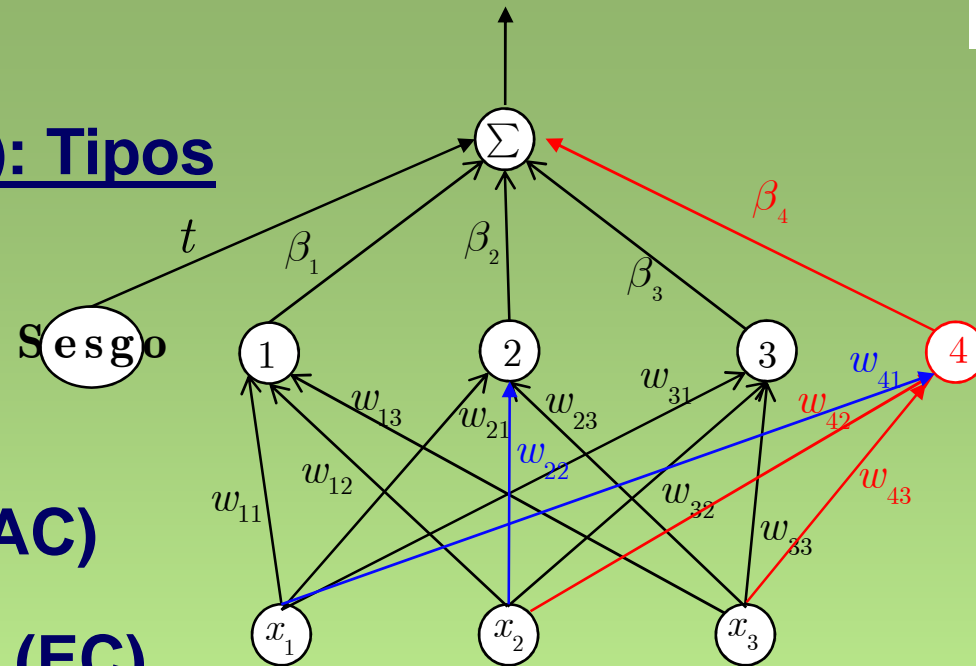 Σ
): Tipos
t
β₁
β₂
β₃
β₄
Sesgo
1
2
3
4
w₁₁
w₁₂
w₁₃
w₂₁
w₂₂
w₂₃
w₃₁
w₃₂
w₃₃
w₄₁
w₄₂
w₄₃
AC)
(EC)
x₁
x₂
x₃